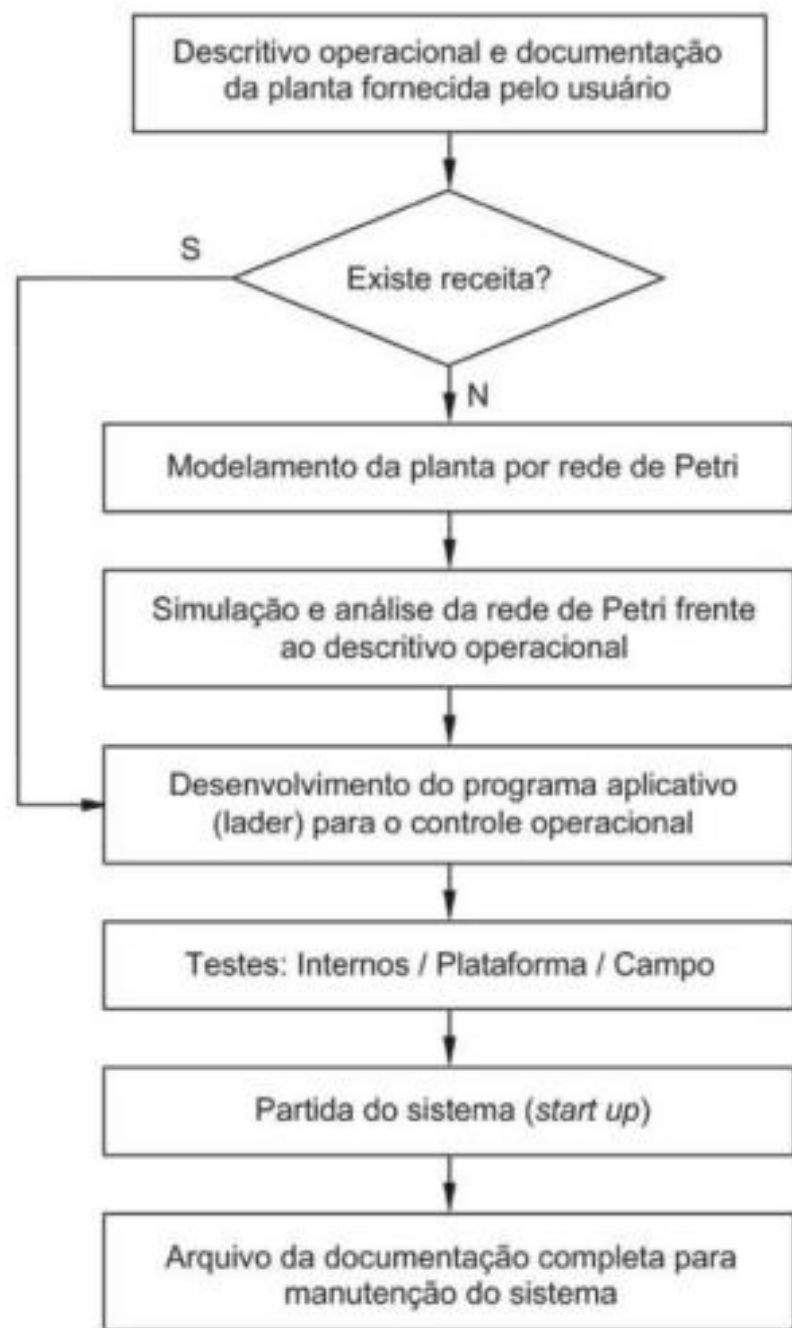 Descritivo operacional e documentação
da planta fornecida pelo usuário
S
Existe receita?
N
Modelamento da planta por rede de Petri
Simulação e análise da rede de Petri frente
ao descritivo operacional
Desenvolvimento do programa aplicativo
(lader) para o controle operacional
Testes: Internos / Plataforma / Campo
Partida do sistema (start up)
Arquivo da documentação completa para
manutenção do sistema